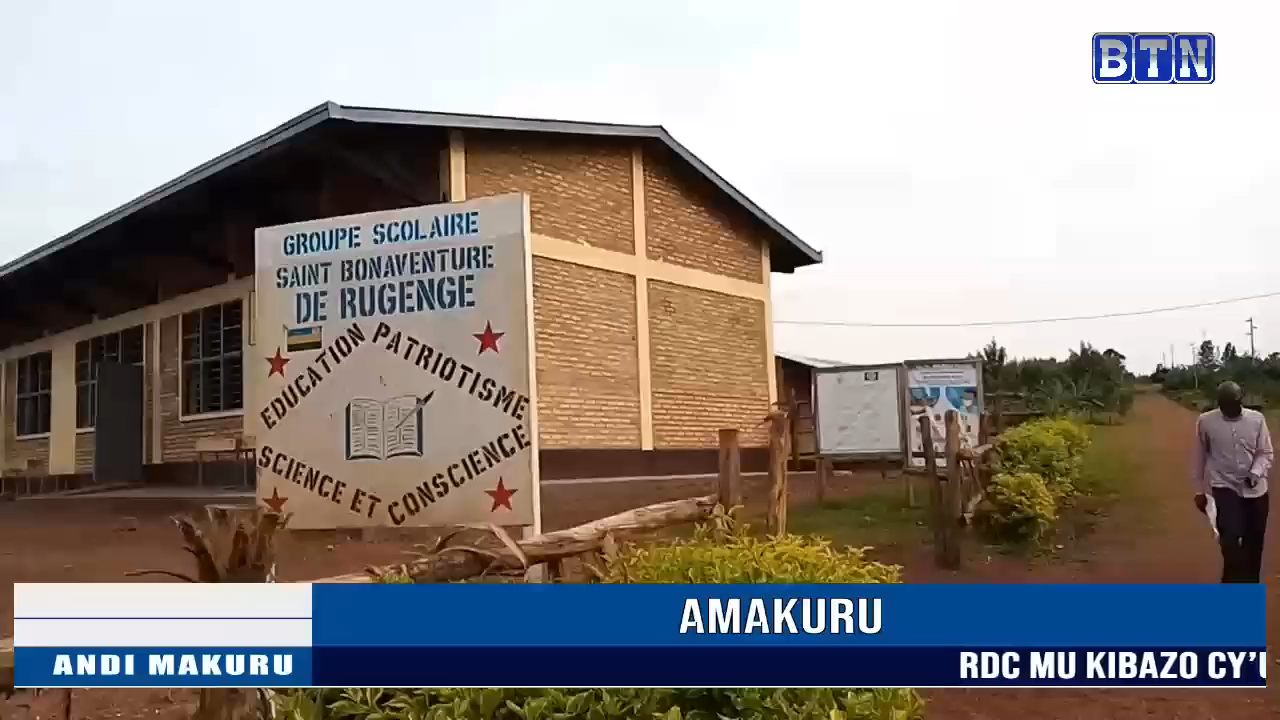 BTN
GROUPE SCOLAIRE
SAINT BONAVENTURE
DE RUGENGE
EDUCATION PATRIOTISME
SCIENCE ET CONSCIENCE
AMAKURU
ANDI MAKURU
RDC MU KIBAZO CY'